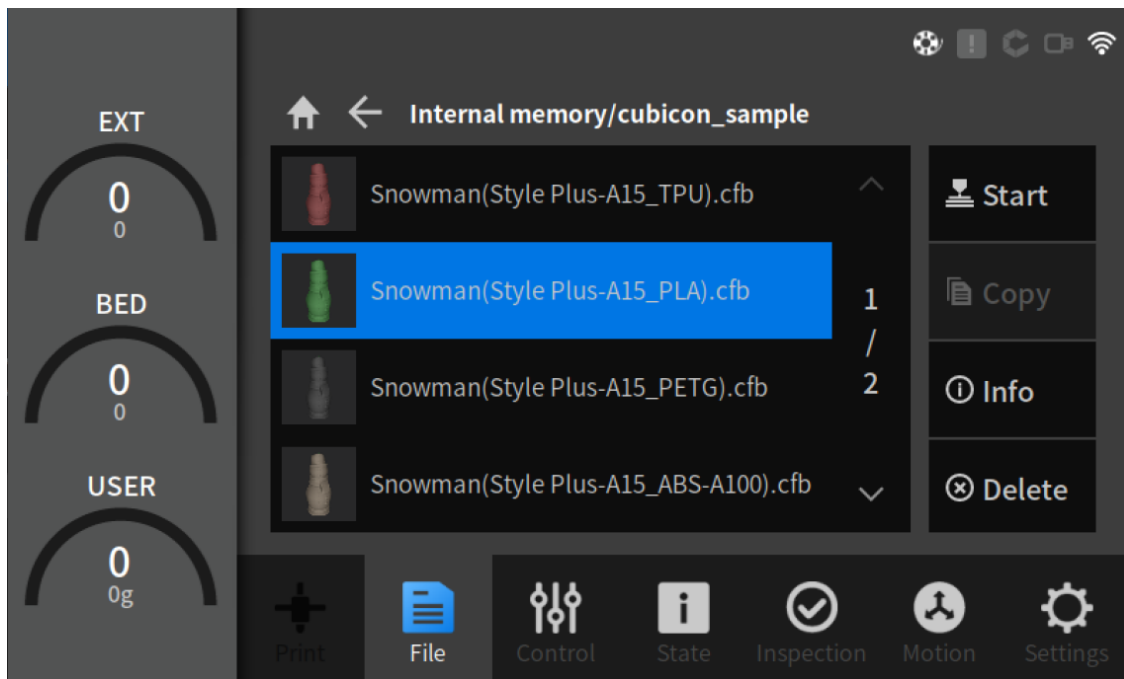 Internal memory/cubicon_sample
EXT
0
0
BED
0
0
USER
0
0g
Snowman(Style Plus-A15_TPU).cfb
Snowman(Style Plus-A15_PLA).cfb
Snowman(Style Plus-A15_PETG).cfb
Snowman(Style Plus-A15_ABS-A100).cfb
1
/
2
Start
Copy
Info
Delete
Print
File
Control
State
Inspection
Motion
Settings